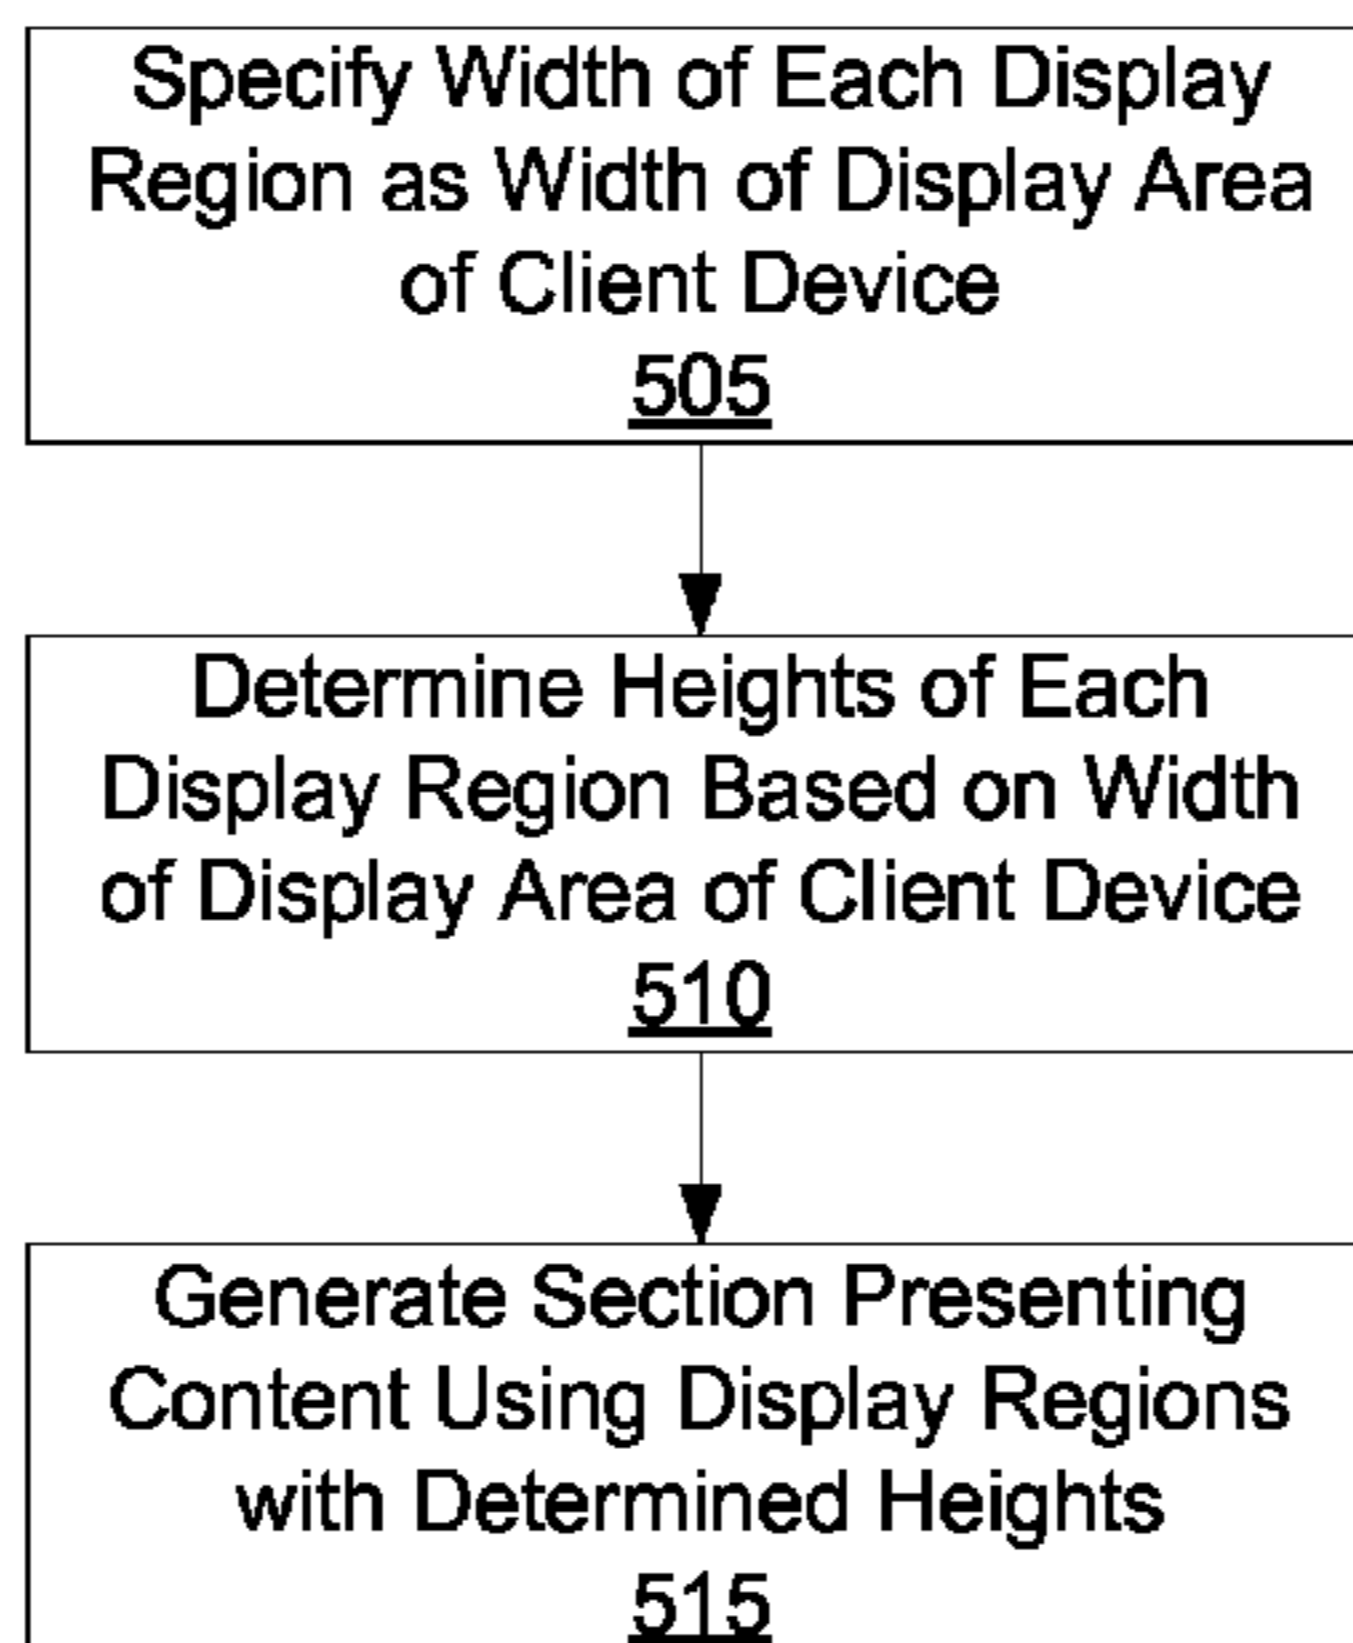 Specify Width of Each Display
Region as Width of Display Area
of Client Device
505
Determine Heights of Each
Display Region Based on Width
of Display Area of Client Device
510
Generate Section Presenting
Content Using Display Regions
with Determined Heights
515